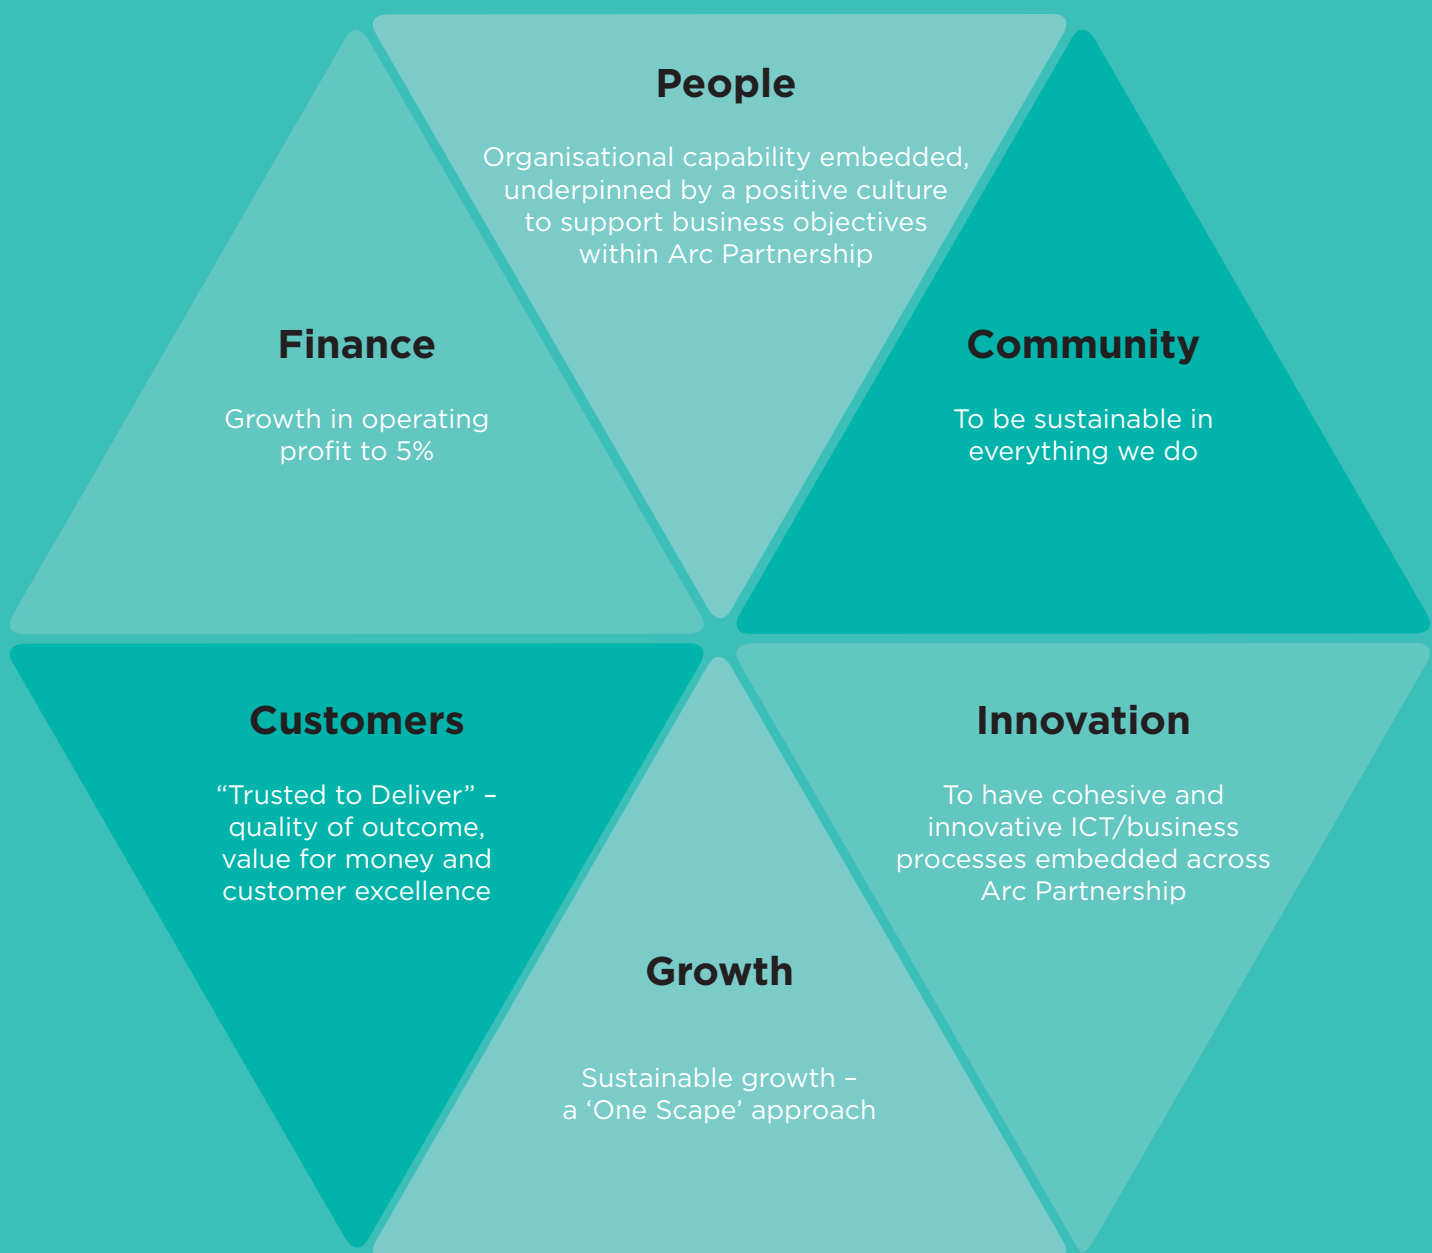 People
Organisational capability embedded,
underpinned by a positive culture
to support business objectives
within Arc Partnership
Finance
Growth in operating
profit to 5%
Community
To be sustainable in
everything we do
Customers
“Trusted to Deliver” –
quality of outcome,
value for money and
customer excellence
Innovation
To have cohesive and
innovative ICT/business
processes embedded across
Arc Partnership
Growth
Sustainable growth –
a ‘One Scape’ approach